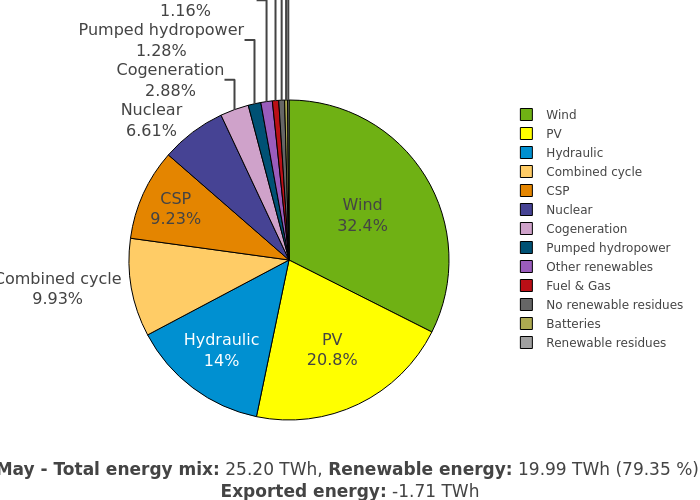 1.16%
Pumped hydropower
1.28%
Cogeneration
2.88%
Nuclear
6.61%
CSP
9.23%
Wind
32.4%
Combined cycle
9.93%
Hydraulic
14%
PV
20.8%
Wind
PV
Hydraulic
Combined cycle
CSP
Nuclear
Cogeneration
Pumped hydropower
Other renewables
Fuel & Gas
No renewable residues
Batteries
Renewable residues
May - Total energy mix: 25.20 TWh, Renewable energy: 19.99 TWh (79.35 %)
Exported energy: -1.71 TWh